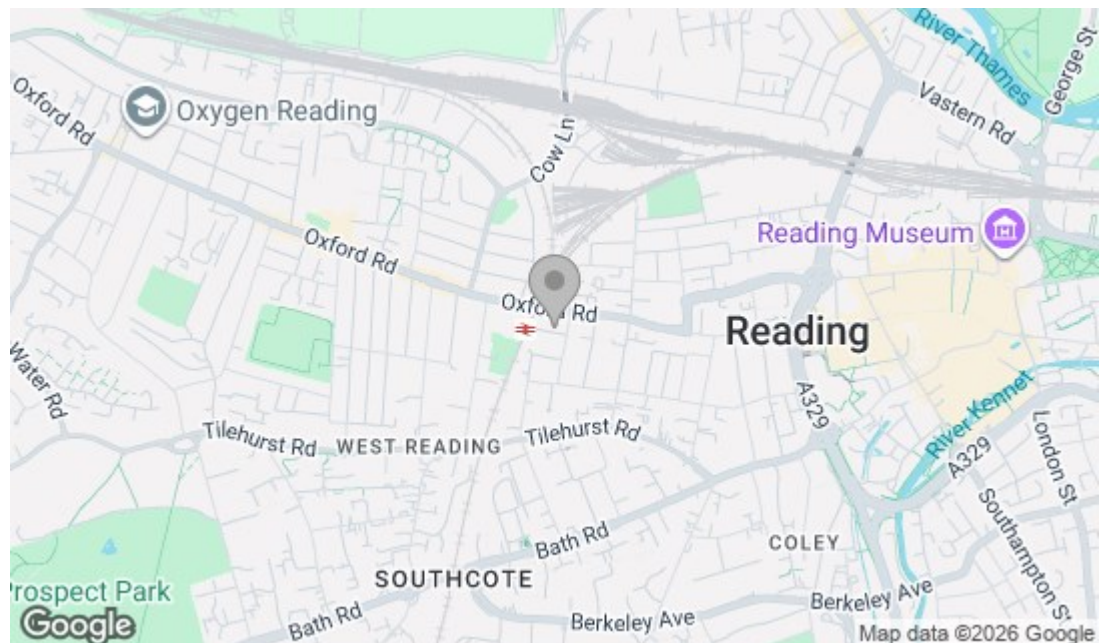 River Thames
George St
Vastern Rd
Oxford Rd
Oxygen Reading
Cow Ln
Reading Museum
Oxford Rd
Oxford Rd
Reading
Water Rd
A329
River Kennet
Tilehurst Rd
WEST READING
Tilehurst Rd
A329
London St
Southampton St
Bath Rd
COLEY
SOUTHCOTE
Prospect Park
Bath Rd
Berkeley Ave
Berkeley Ave
Google
Map data ©2026 Google